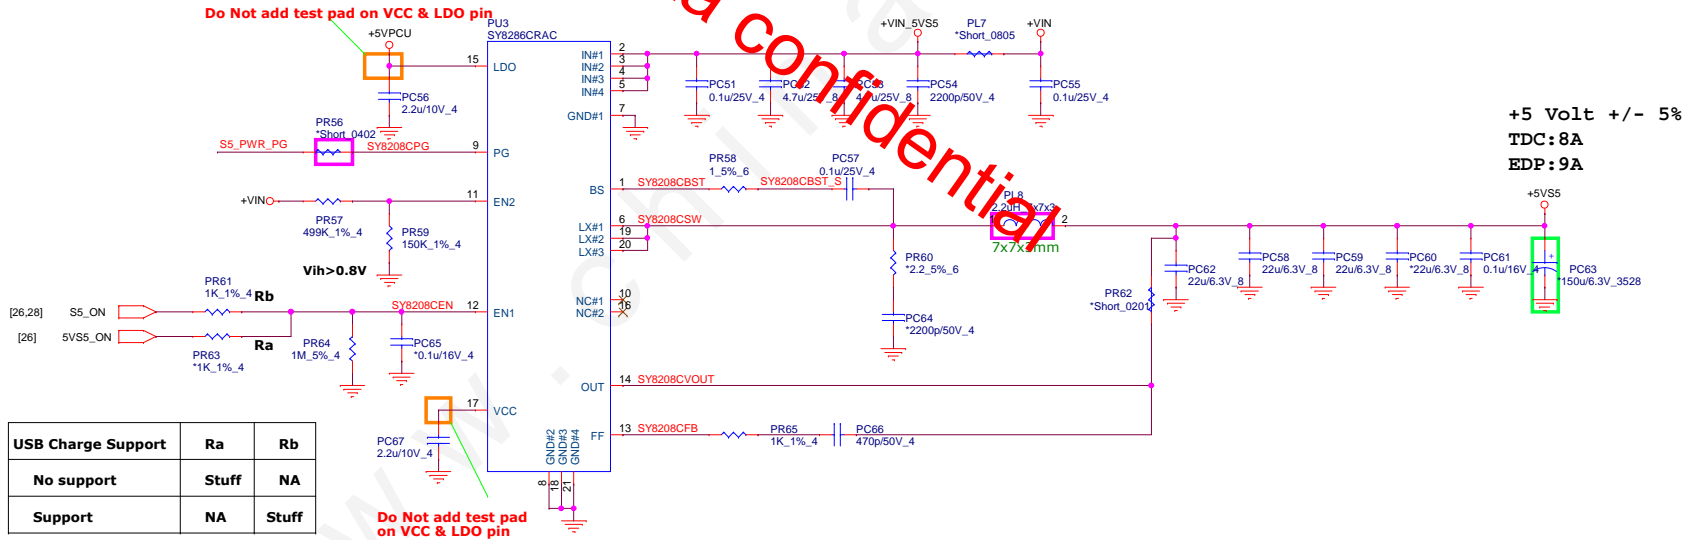 Do Not add test pad on VCC & LDO pin
+5VPCU
PU3
SY8286CRAC
+VIN_5VS5
PL7
*Short_0805
+VIN
15
LDO
IN#1
IN#2
IN#3
IN#4
2
3
4
5
PC56
2.2u/10V_4
PC51
0.1u/25V_4
4.7u/25V_8
PC54
2200p/50V_4
PC55
0.1u/25V_4
GND#1
7
confidential
+5 Volt +/- 5%
TDC:8A
EDP:9A
PR56
*Short_0402
S5_PWR_PG
SY8208CPG
9
PG
PR58
1_5%_6
PC57
0.1u/25V_4
BS
1
SY8208CBST
SY8208CBST_S
+VIN
11
EN2
PR57
499K_1%_4
PR59
150K_1%_4
Vih>0.8V
LX#1
LX#2
LX#3
6
19
20
SY8208CSW
PL8
2
7x7x3mm
+5VS5
PR60
*2.2_5%_6
PC64
*2200p/50V_4
PR62
*Short_0201
PC62
22u/6.3V_8
PC58
22u/6.3V_8
PC59
22u/6.3V_8
PC60
*22u/6.3V_8
PC61
0.1u/16V_4
+
PC63
*150u/6.3V_3528
NC#1
NC#2
10
16
PR61
1K_1%_4
Rb
[26,28]
S5_ON
SY8208CEN
12
EN1
[26]
5VS5_ON
Ra
PR63
*1K_1%_4
PR64
1M_5%_4
PC65
*0.1u/16V_4
OUT
14
SY8208CVOUT
17
VCC
PC67
2.2u/10V_4
FF
13
SY8208CFB
PR65
1K_1%_4
PC66
470p/50V_4
GND#2
GND#3
GND#4
8
18
21
Do Not add test pad
on VCC & LDO pin
USB Charge Support Ra Rb
No support Stuff NA
Support NA Stuff